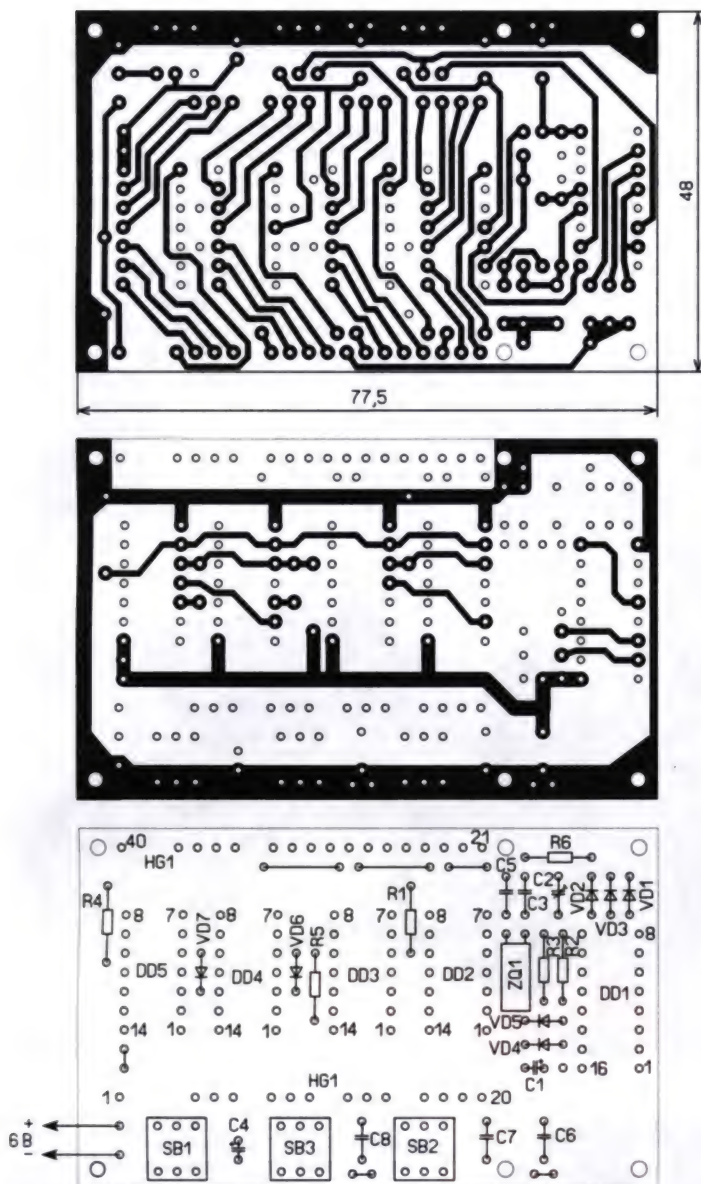 48
77,5
40
21
HG1
R6
C5
C3
C2
VD2
VD3
VD1
R4
R1
8
7
8
7
8
7
7
8
VD7
VD6
R5
DD5
DD4
DD3
DD2
ZQ1
R3
R2
DD1
14
1
14
1
14
1
14
1
VD5
VD4
16
1
C1
1
HG1
20
+
6В
-
SB1
C4
SB3
C8
SB2
C7
C6